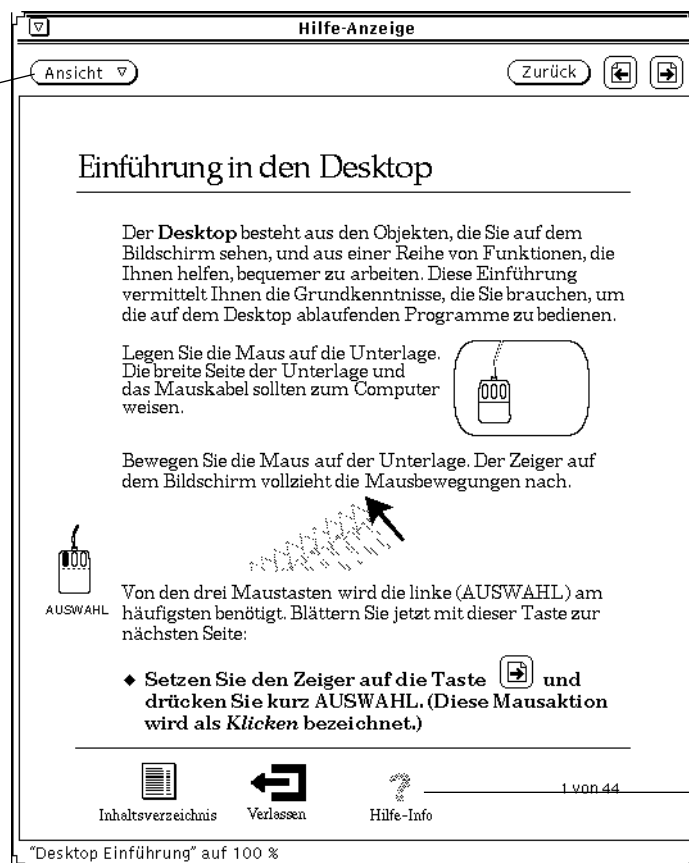 Hilfe-Anzeige
Ansicht
Zurück
Einführung in den Desktop
Der Desktop besteht aus den Objekten, die Sie auf dem
Bildschirm sehen, und aus einer Reihe von Funktionen, die
Ihnen helfen, bequemer zu arbeiten. Diese Einführung
vermittelt Ihnen die Grundkenntnisse, die Sie brauchen, um
die auf dem Desktop ablaufenden Programme zu bedienen.
Legen Sie die Maus auf die Unterlage.
Die breite Seite der Unterlage und
das Mauskabel sollten zum Computer
weisen.
Bewegen Sie die Maus auf der Unterlage. Der Zeiger auf
dem Bildschirm vollzieht die Mausbewegungen nach.
AUSWAHL
Von den drei Maustasten wird die linke (AUSWAHL) am
häufigsten benötigt. Blättern Sie jetzt mit dieser Taste zur
nächsten Seite:
◆ Setzen Sie den Zeiger auf die Taste und
drücken Sie kurz AUSWAHL. (Diese Mausaktion
wird als Klicken bezeichnet.)
Inhaltsverzeichnis
Verlassen
Hilfe-Info
1 von 44
"Desktop Einführung" auf 100 %